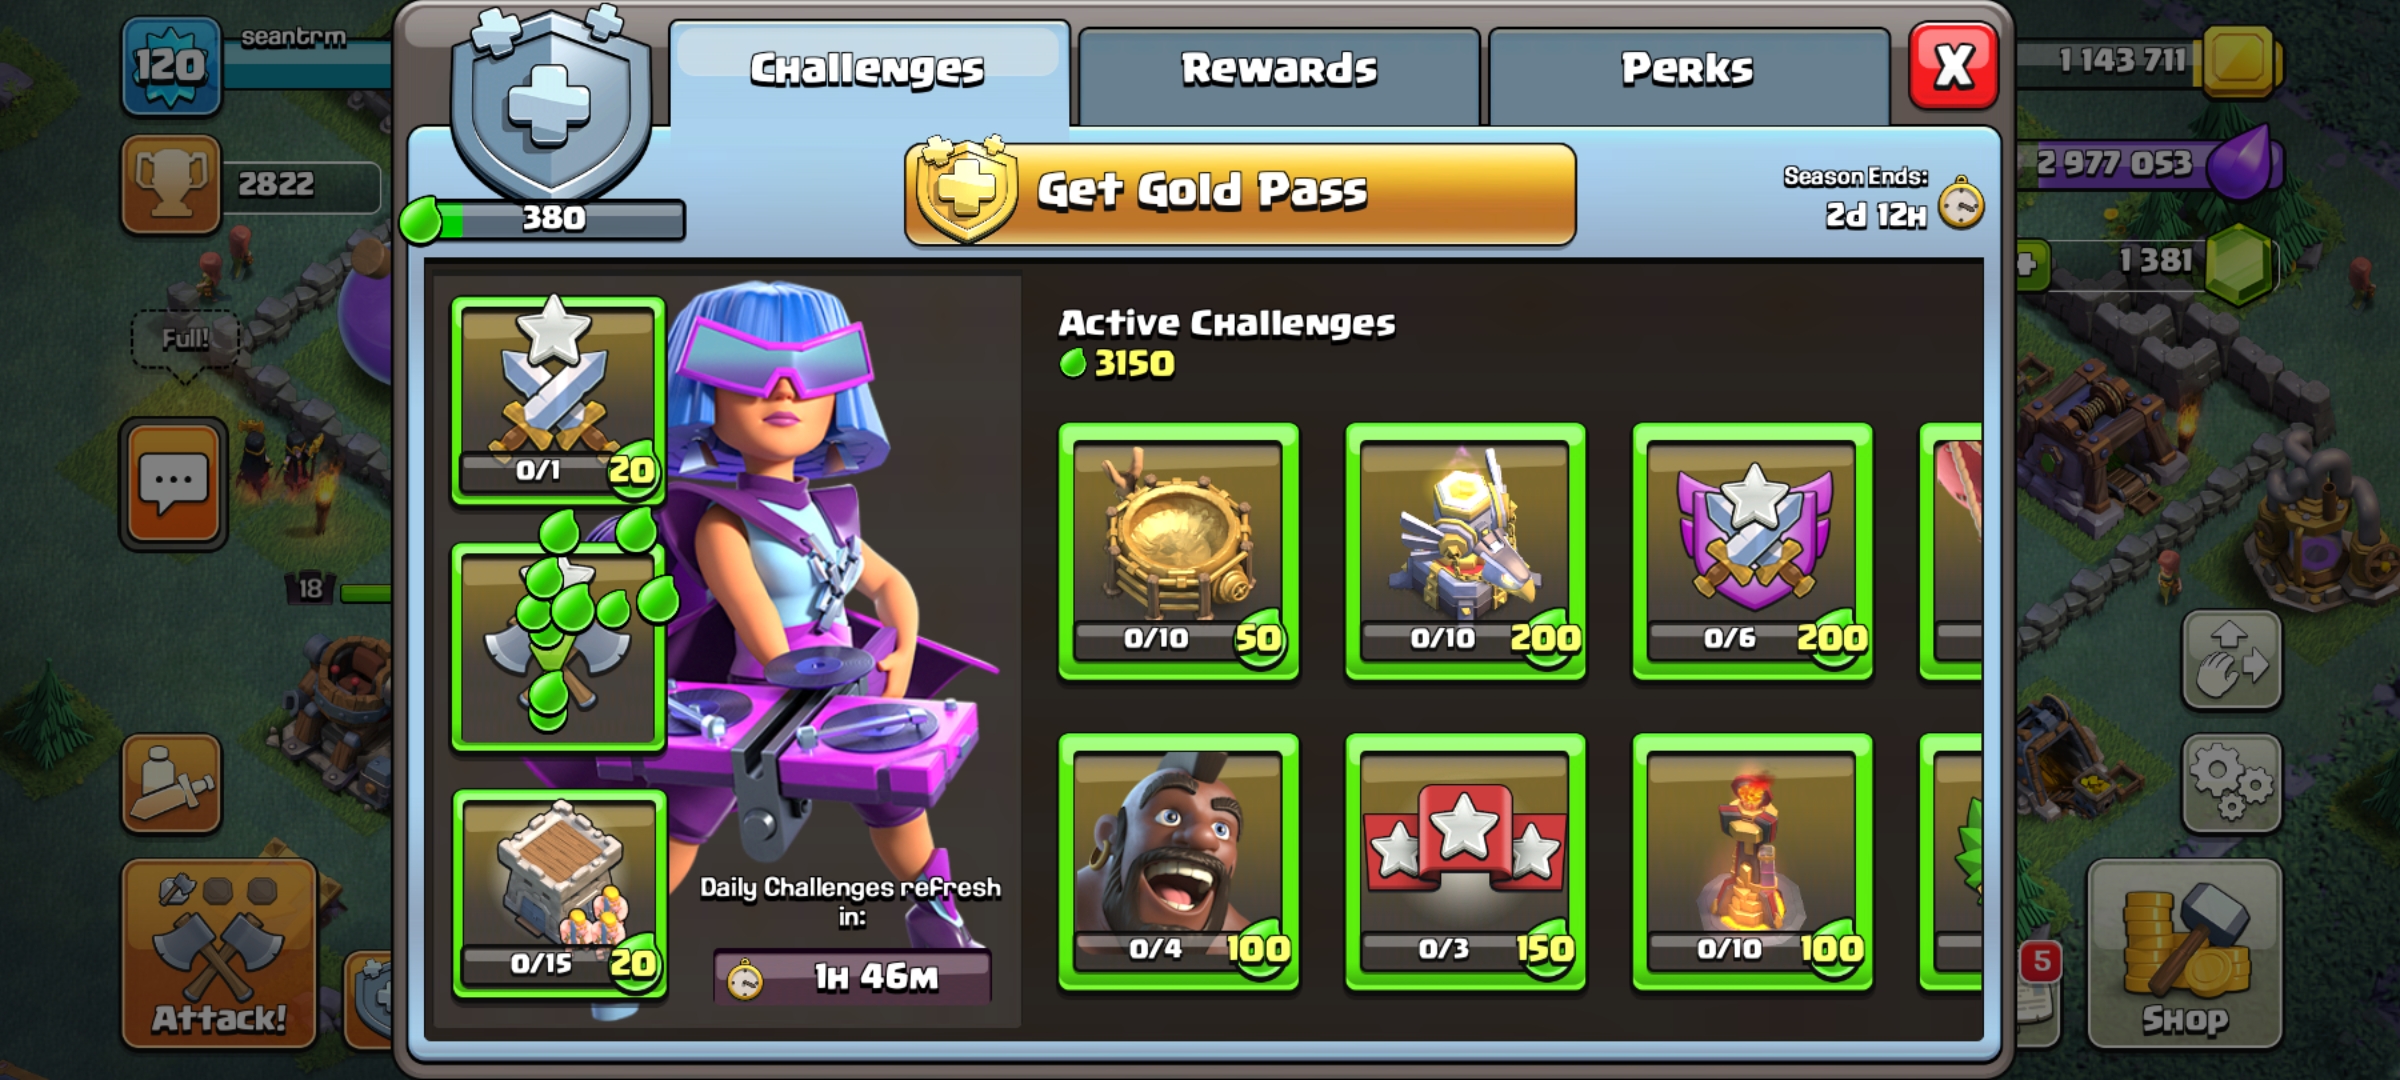 120
seantrm
2822
Full!
18
Attack!
Challenges
Rewards
Perks
X
380
Get Gold Pass
Season Ends:
2d 12H
1 143 711
2 977 053
1 381
0/1
20
0/15
20
Daily Challenges refresh
in:
1H 46M
Active Challenges
3150
0/10
50
0/10
200
0/6
200
0/4
100
0/3
150
0/10
100
5
Shop